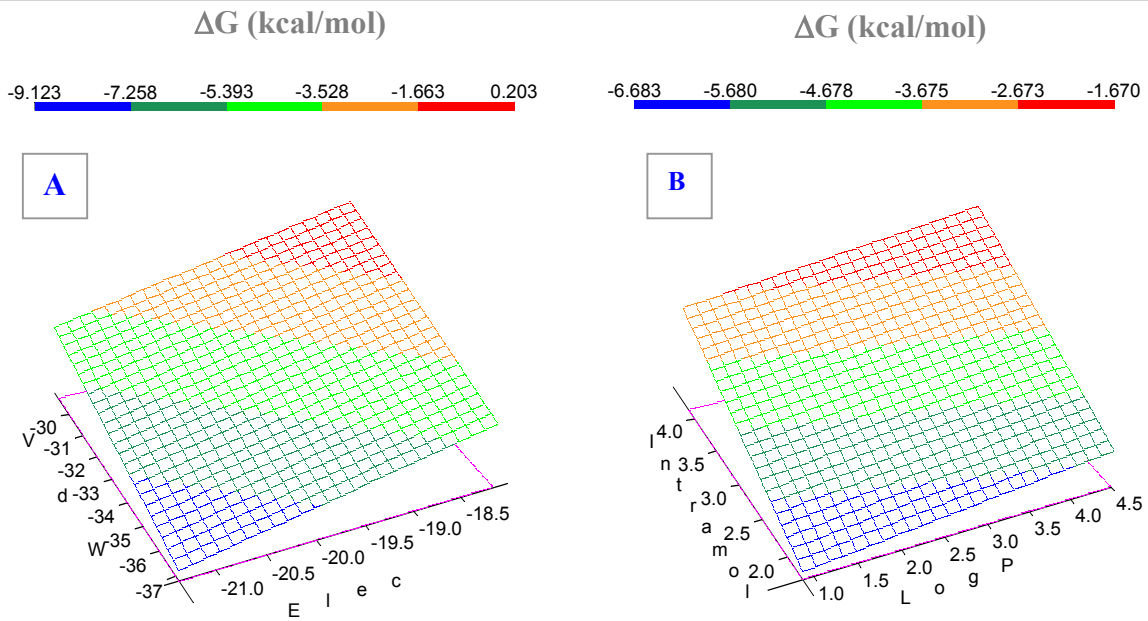 ΔG (kcal/mol)
-9.123 -7.258 -5.393 -3.528 -1.663 0.203
A
-30
-31
-32
-33
-34
-35
-36
-37
V d W
-21.0 -20.5 -20.0 -19.5 -19.0 -18.5
E l e c
ΔG (kcal/mol)
-6.683 -5.680 -4.678 -3.675 -2.673 -1.670
B
4.0
3.5
3.0
2.5
2.0
I n t r a m o l
1.0 1.5 2.0 2.5 3.0 3.5 4.0 4.5
L o g P